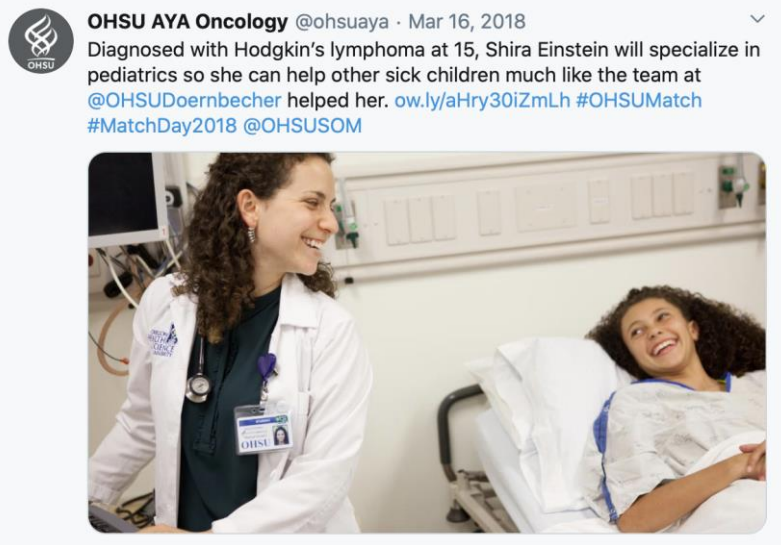 OHSU AYA Oncology @ohsuaya · Mar 16, 2018
Diagnosed with Hodgkin's lymphoma at 15, Shira Einstein will specialize in
pediatrics so she can help other sick children much like the team at
@OHSUDoernbecher helped her. ow.ly/aHry30iZmLh #OHSUMatch
#MatchDay2018 @OHSUSOM
OHSU
HEALTH
SCIENCE
OHSU